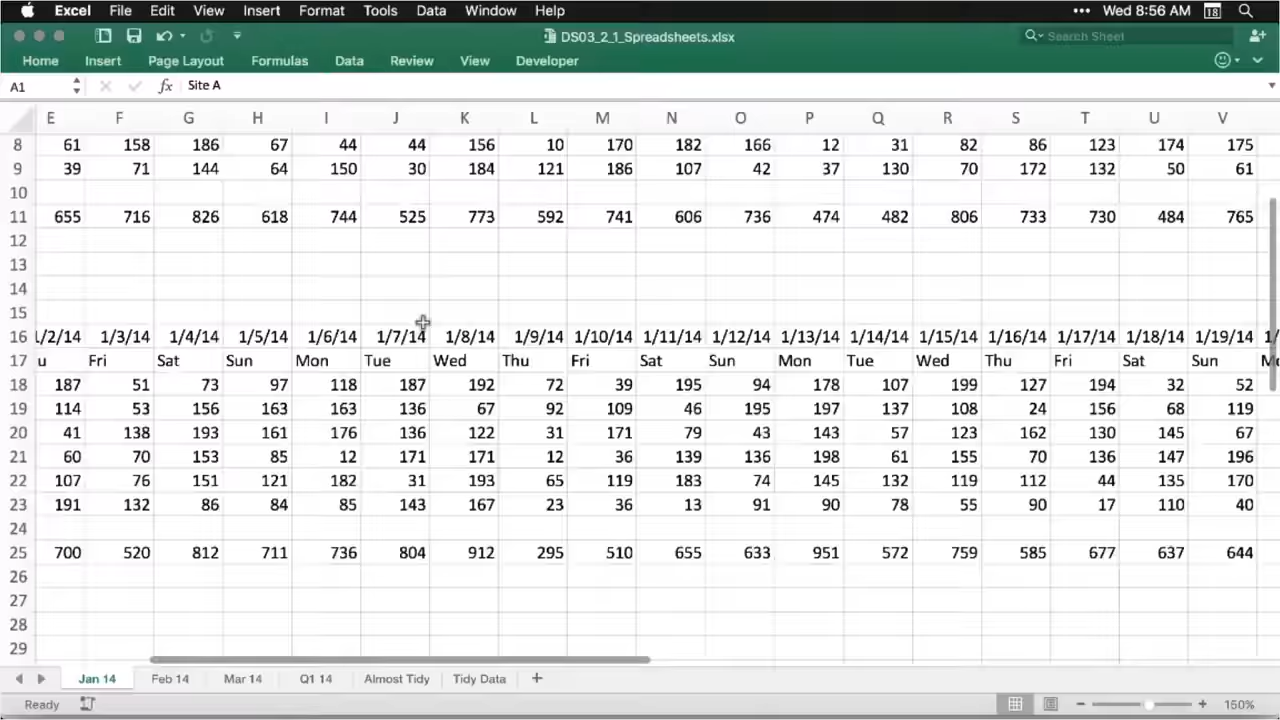 Excel File Edit View Insert Format Tools Data Window Help ••• Wed 8:56 AM 18
DS03_2_1_Spreadsheets.xlsx Search Sheet
Home Insert Page Layout Formulas Data Review View Developer
A1 fx Site A
E F G H I J K L M N O P Q R S T U V
8 61 158 186 67 44 44 156 10 170 182 166 12 31 82 86 123 174 175
9 39 71 144 64 150 30 184 121 186 107 42 37 130 70 172 132 50 61
10
11 655 716 826 618 744 525 773 592 741 606 736 474 482 806 733 730 484 765
12
13
14
15
16 1/2/14 1/3/14 1/4/14 1/5/14 1/6/14 1/7/14 1/8/14 1/9/14 1/10/14 1/11/14 1/12/14 1/13/14 1/14/14 1/15/14 1/16/14 1/17/14 1/18/14 1/19/14 1/
17 u Fri Sat Sun Mon Tue Wed Thu Fri Sat Sun Mon Tue Wed Thu Fri Sat Sun Mo
18 187 51 73 97 118 187 192 72 39 195 94 178 107 199 127 194 32 52
19 114 53 156 163 163 136 67 92 109 46 195 197 137 108 24 156 68 119
20 41 138 193 161 176 136 122 31 171 79 43 143 57 123 162 130 145 67
21 60 70 153 85 12 171 171 12 36 139 136 198 61 155 70 136 147 196
22 107 76 151 121 182 31 193 65 119 183 74 145 132 119 112 44 135 170
23 191 132 86 84 85 143 167 23 36 13 91 90 78 55 90 17 110 40
24
25 700 520 812 711 736 804 912 295 510 655 633 951 572 759 585 677 637 644
26
27
28
29
Jan 14 Feb 14 Mar 14 Q1 14 Almost Tidy Tidy Data +
Ready 150%